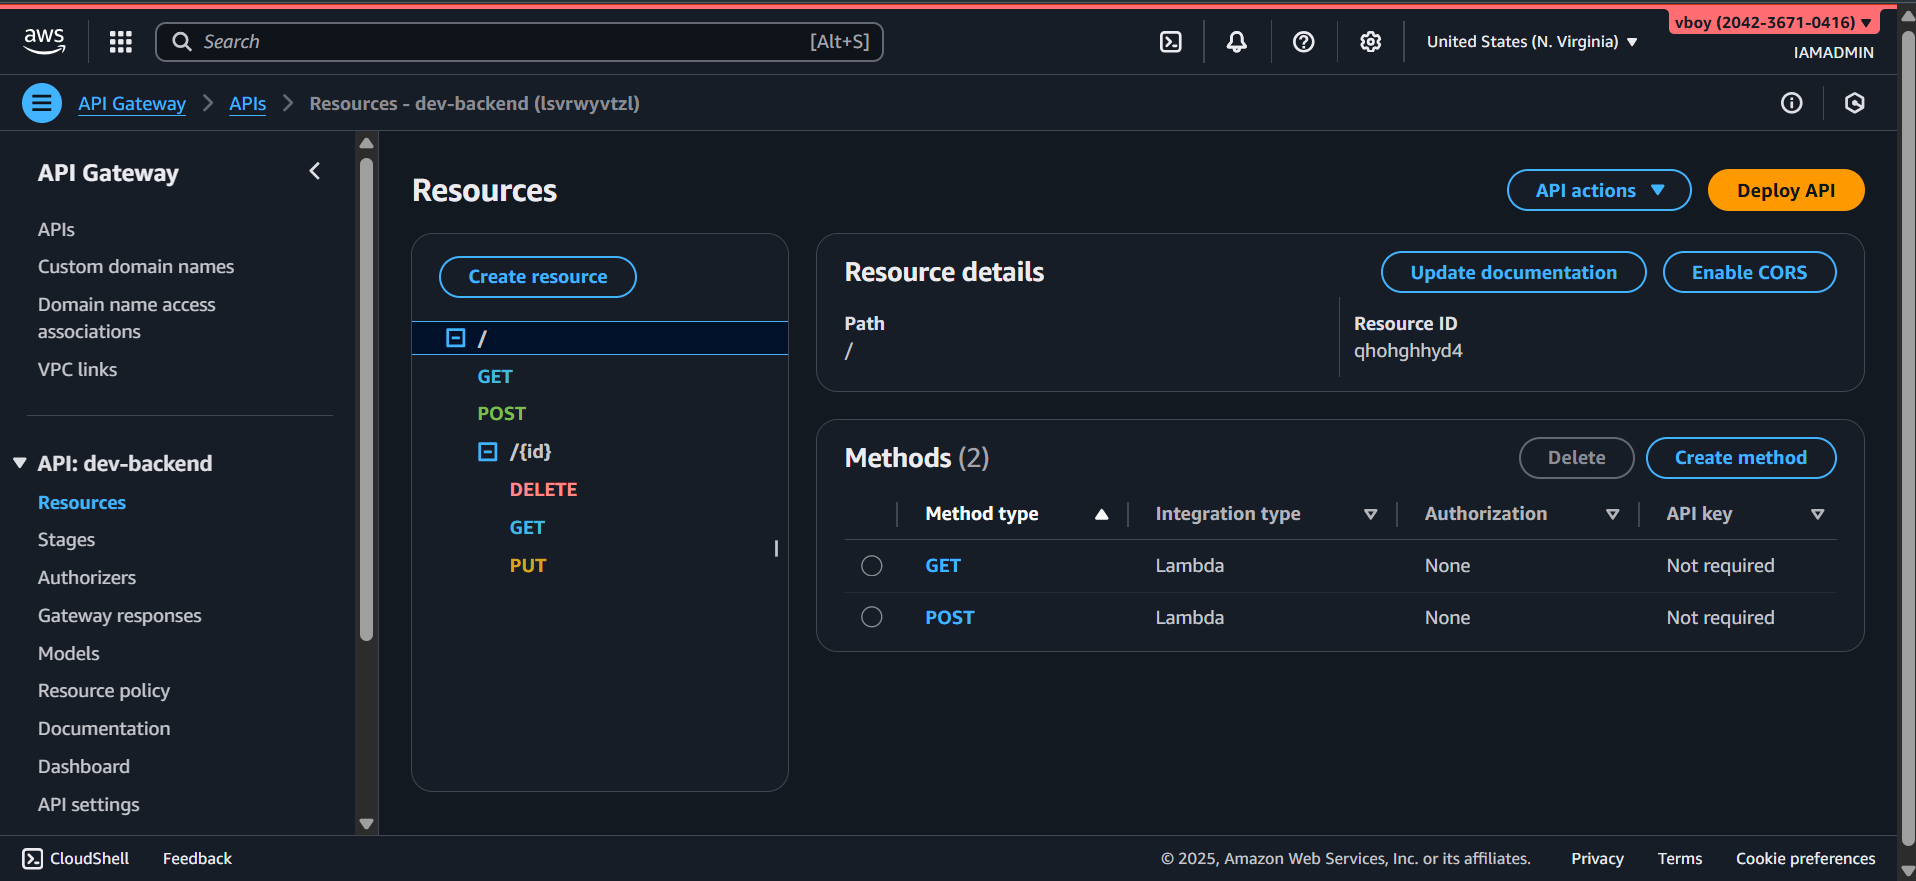 aws
Search [Alt+S]
United States (N. Virginia)
vboy (2042-3671-0416)
IAMADMIN
API Gateway
APIs
Resources - dev-backend (lsvrwyvtzl)
API Gateway
APIs
Custom domain names
Domain name access
associations
VPC links
API: dev-backend
Resources
Stages
Authorizers
Gateway responses
Models
Resource policy
Documentation
Dashboard
API settings
Resources
API actions
Deploy API
Create resource
/
GET
POST
/{id}
DELETE
GET
PUT
Resource details
Update documentation
Enable CORS
Path
/
Resource ID
qhohghhyd4
Methods (2)
Delete
Create method
Method type Integration type Authorization API key
GET Lambda None Not required
POST Lambda None Not required
CloudShell Feedback © 2025, Amazon Web Services, Inc. or its affiliates. Privacy Terms Cookie preferences